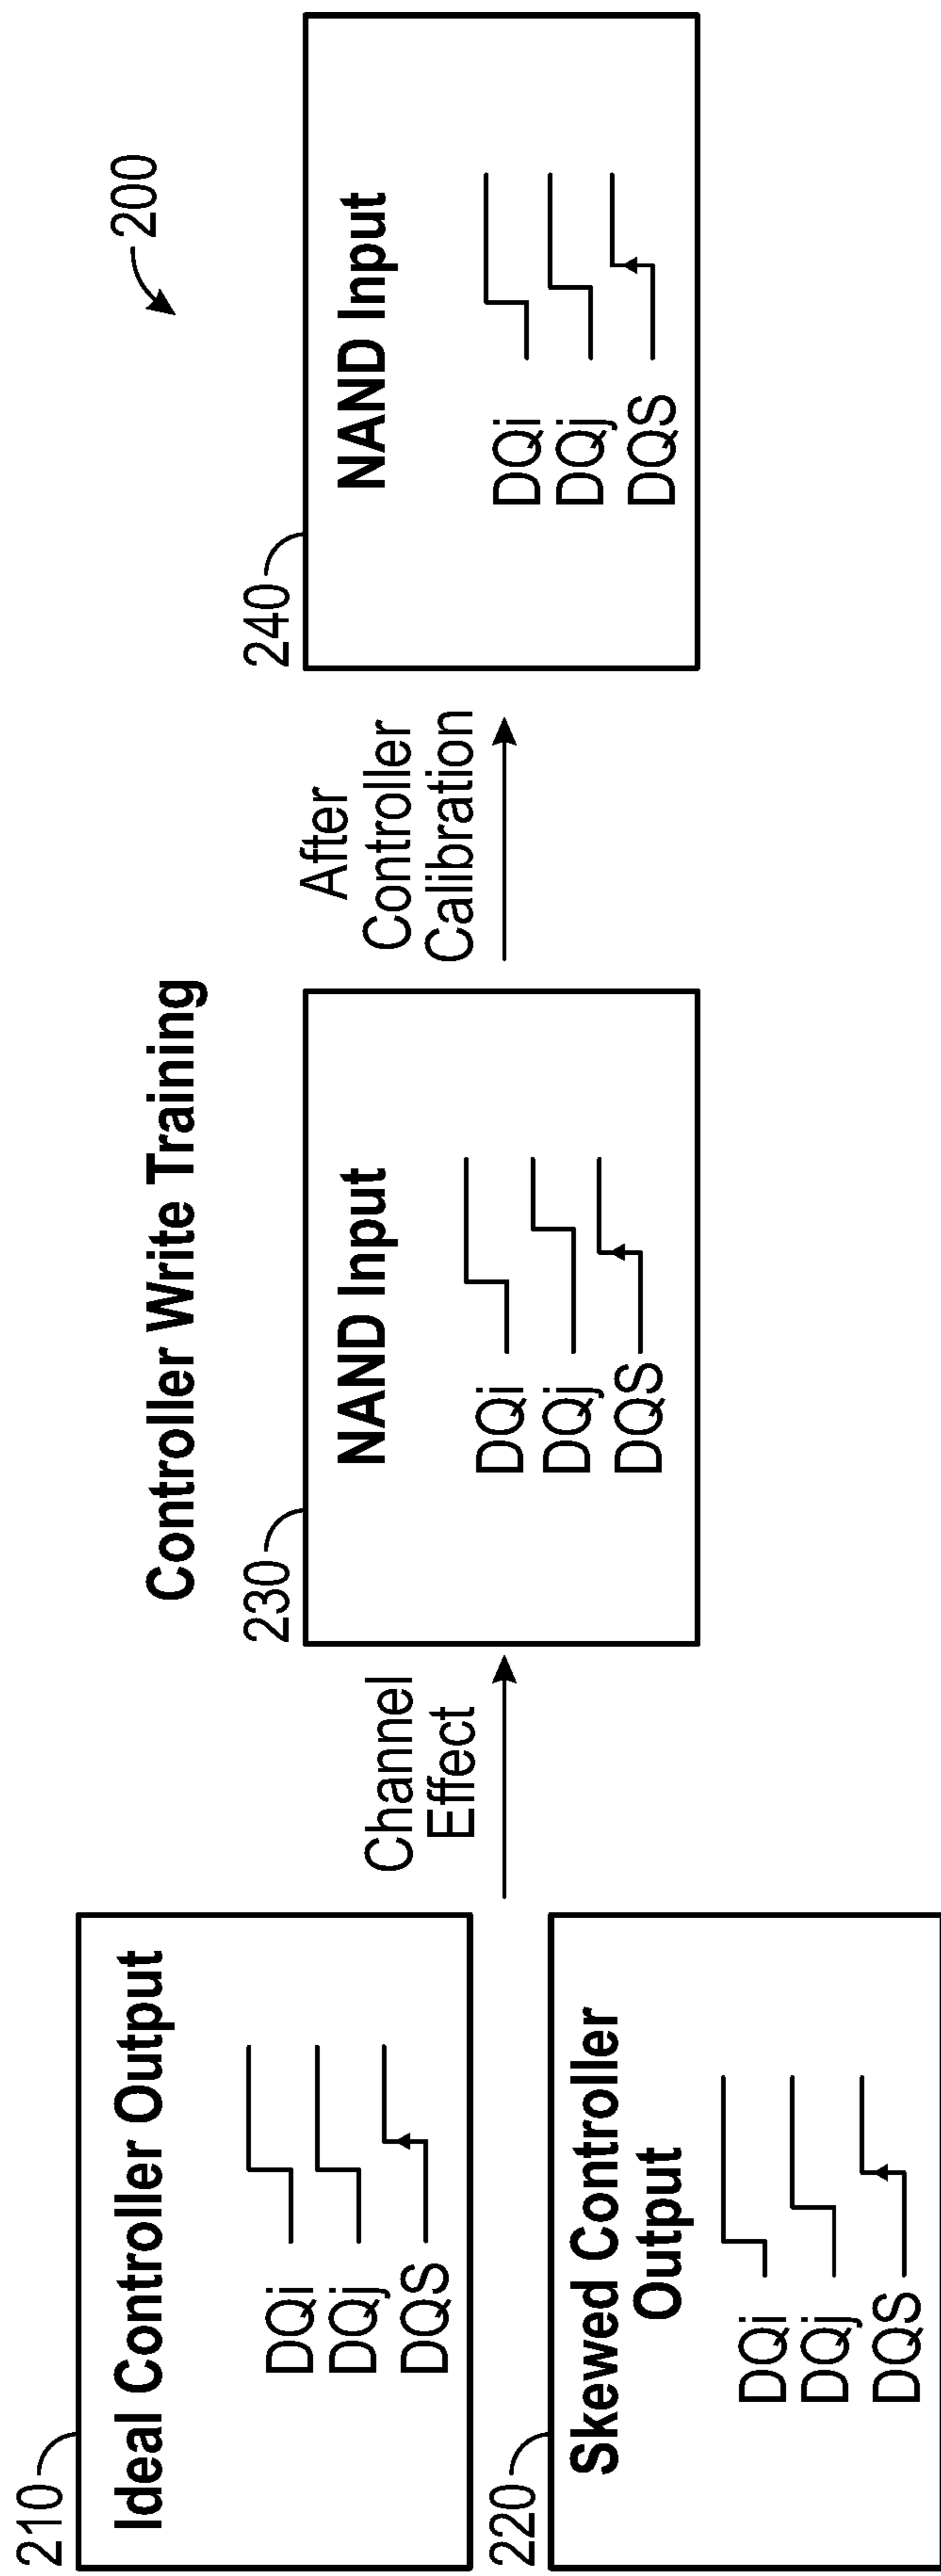 Controller Write Training
200
210
Ideal Controller Output
DQi
DQj
DQS
220
Skewed Controller
Output
DQi
DQj
DQS
Channel
Effect
230
NAND Input
DQi
DQj
DQS
After
Controller
Calibration
240
NAND Input
DQi
DQj
DQS